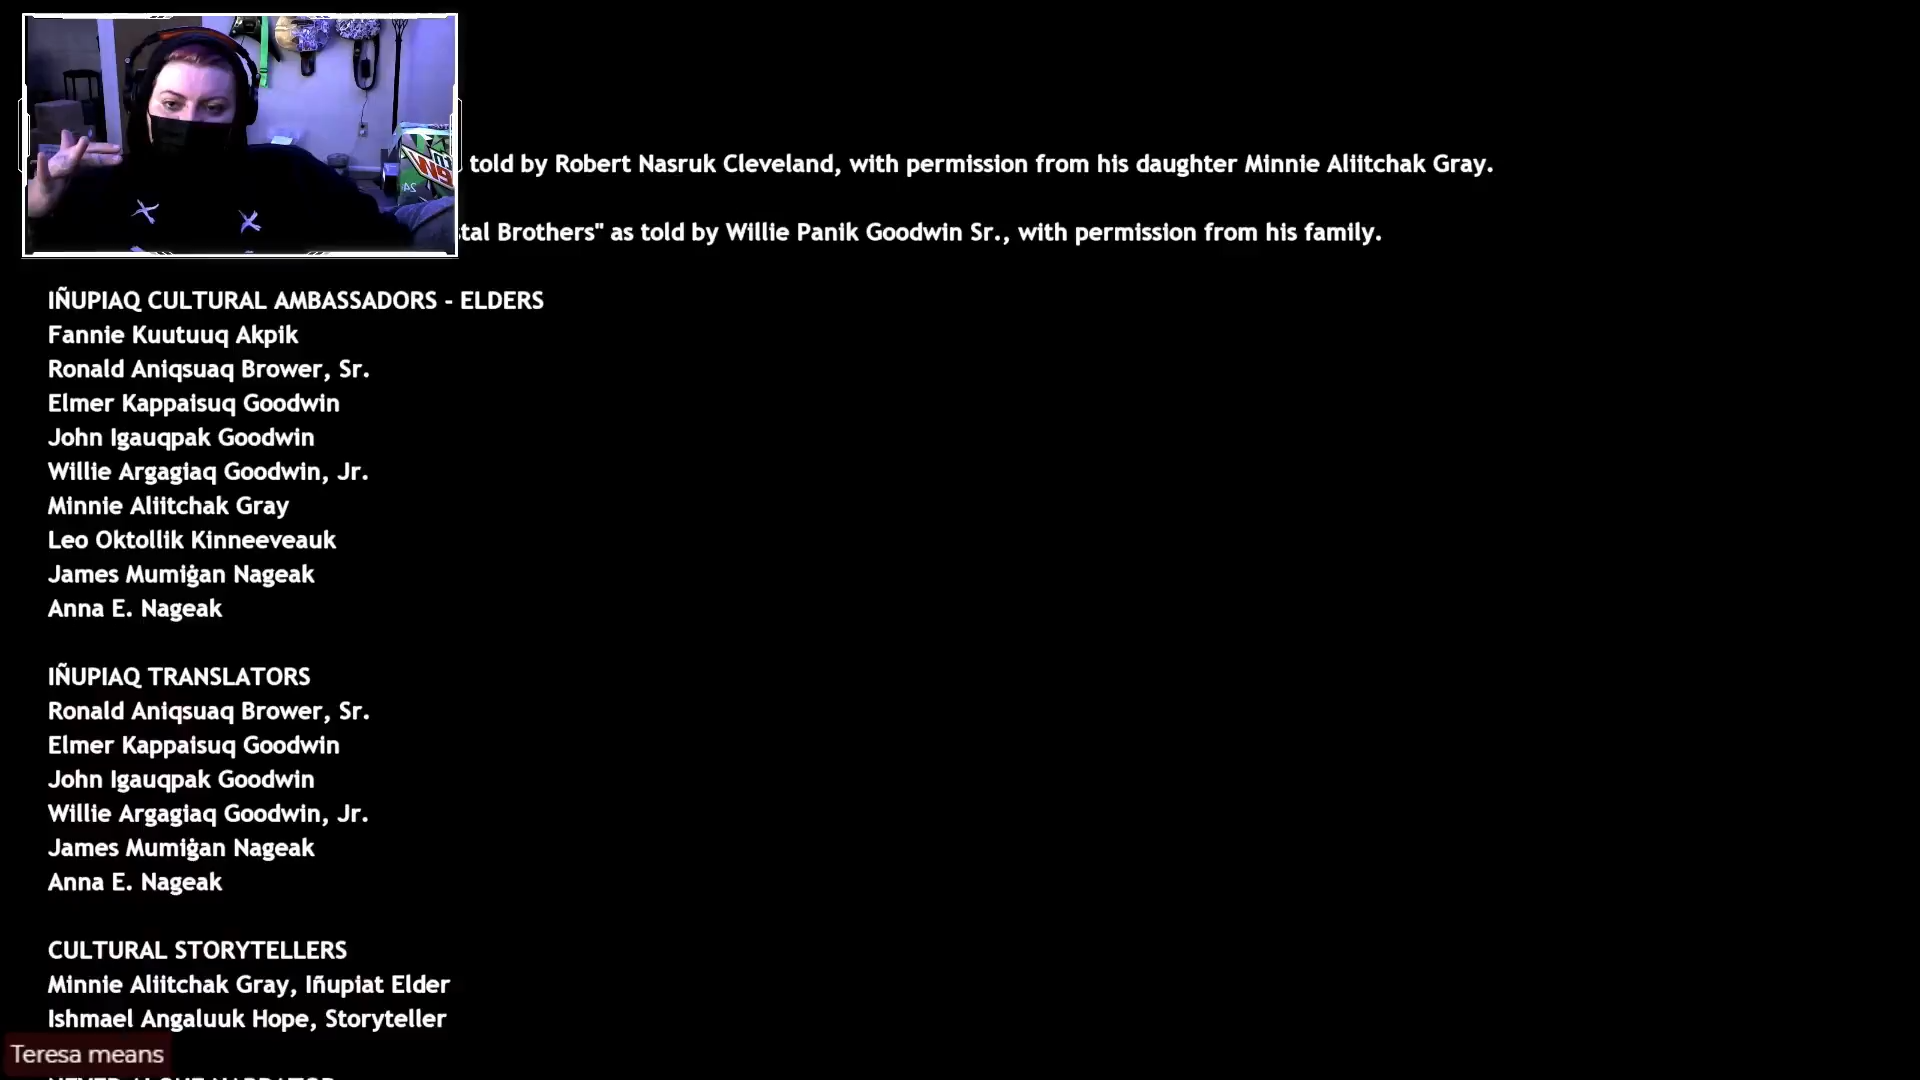 told by Robert Nasruk Cleveland, with permission from his daughter Minnie Aliitchak Gray.
Brothers" as told by Willie Panik Goodwin Sr., with permission from his family.
IÑUPIAQ CULTURAL AMBASSADORS - ELDERS
Fannie Kuutuuq Akpik
Ronald Aniqsuaq Brower, Sr.
Elmer Kappaisuq Goodwin
John Igauqpak Goodwin
Willie Argagiaq Goodwin, Jr.
Minnie Aliitchak Gray
Leo Oktollik Kinneeveauk
James Mumiġan Nageak
Anna E. Nageak
IÑUPIAQ TRANSLATORS
Ronald Aniqsuaq Brower, Sr.
Elmer Kappaisuq Goodwin
John Igauqpak Goodwin
Willie Argagiaq Goodwin, Jr.
James Mumiġan Nageak
Anna E. Nageak
CULTURAL STORYTELLERS
Minnie Aliitchak Gray, Iñupiat Elder
Ishmael Angaluuk Hope, Storyteller
Teresa means